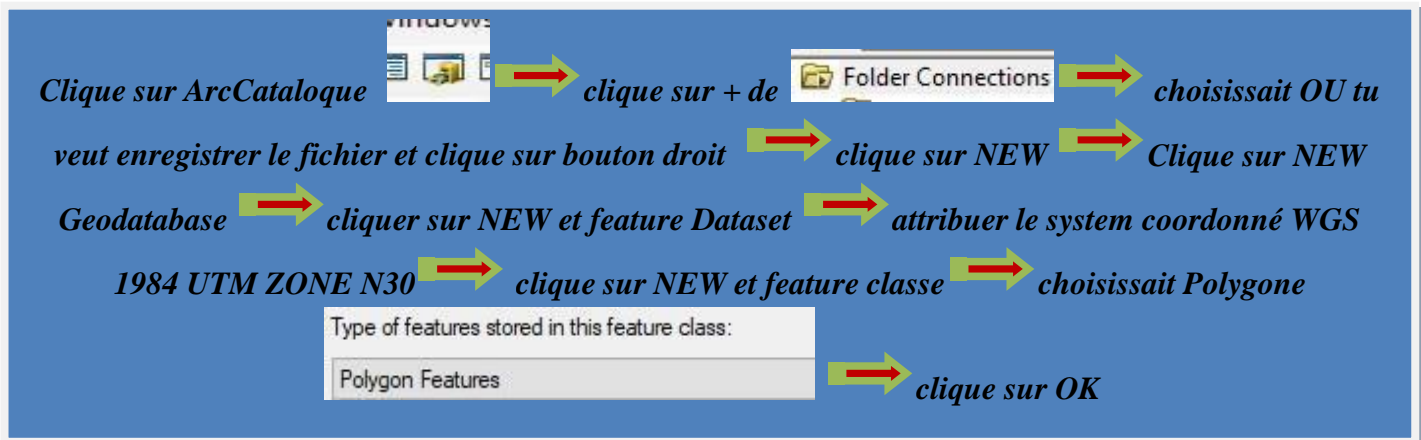 Windows
Clique sur ArcCataloque clique sur + de Folder Connections choisissait OU tu
veut enregistrer le fichier et clique sur bouton droit clique sur NEW Clique sur NEW
Geodatabase cliquer sur NEW et feature Dataset attribuer le system coordonné WGS
1984 UTM ZONE N30 clique sur NEW et feature classe choisissait Polygone
Type of features stored in this feature class:
Polygon Features clique sur OK